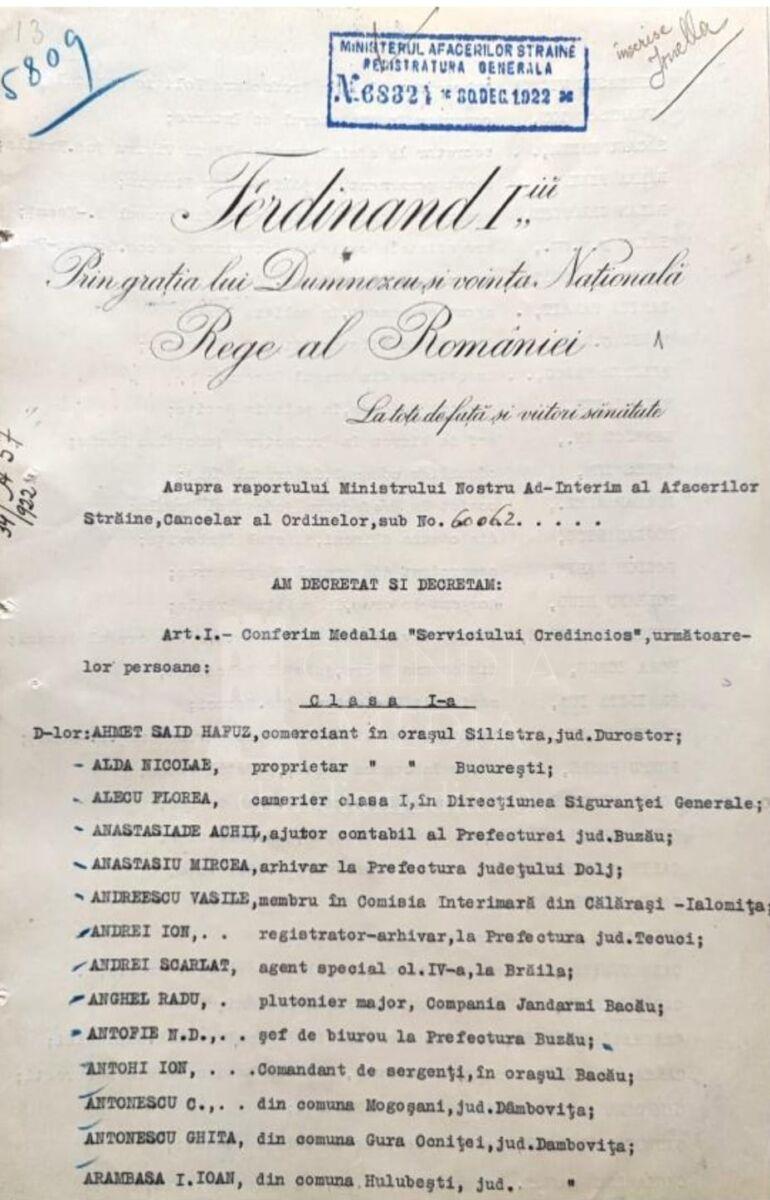 13
5809
MINISTERUL AFACERILOR STRAINE
REGISTRATURA GENERALA
No. 68324 * 30.DEC.1922 *
inscrise
Ferdinand I,,iii
Prin grația lui Dumnezeu și voința Națională
Rege al României
1
La toți de față și viitori sănătate
1922
Asupra raportului Ministrului Nostru Ad-Interim al Afacerilor
Străine,Cancelar al Ordinelor,sub No. 60062. . . . .
AM DECRETAT SI DECRETAM:
Art.I.- Conferim Medalia "Serviciului Credincios",următoare-
lor persoane:
Clasa I-a
D-lor:AHMET SAID HAFUZ,comerciant în orașul Silistra,jud.Durostor;
- ALDA NICOLAE, proprietar " " București;
ALECU FLOREA, camerier clasa I,în Direcțiunea Siguranței Generale;
ANASTASIADE ACHIL,ajutor contabil al Prefecturei jud.Buzău;
ANASTASIU MIRCEA,arhivar la Prefectura județului Dolj;
ANDREESCU VASILE,membru în Comisia Interimară din Călărași -Ialomița;
ANDREI ION,. . registrator-arhivar,la Prefectura jud.Tecuci;
ANDREI SCARLAT, agent special cl.IV-a,la Brăila;
ANGHEL RADU, . plutonier major, Compania Jandarmi Bacău;
ANTOFIE N.D.,. . șef de biurou la Prefectura Buzău;
ANTOHI ION, . . .Comandant de sergenți,în orașul Bacău;
ANTONESCU C.,. . din comuna Mogoșani,jud.Dâmbovița;
ANTONESCU GHITA, din comuna Gura Ocniței,jud.Dambovița;
ARAMBASA I.IOAN, din comuna Hulubești, jud. "